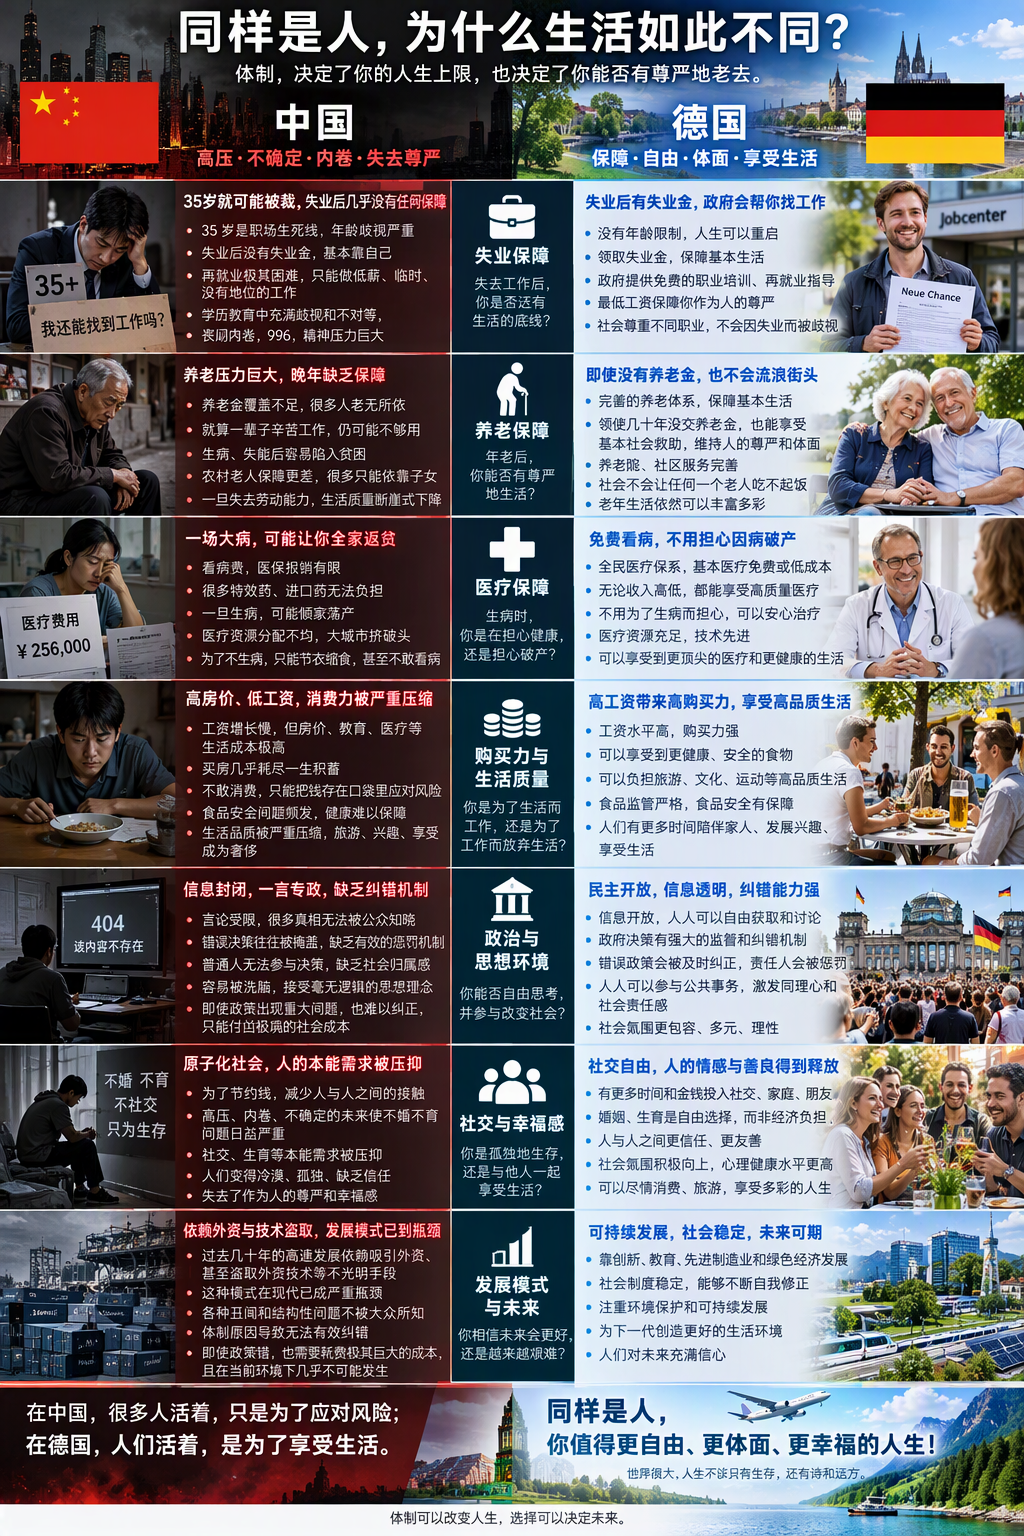 同样是人，为什么生活如此不同？
体制，决定了你的人生上限，也决定了你能否有尊严地老去。
中国
高压·不确定·内卷·失去尊严
德国
保障·自由·体面·享受生活
35+
我还能找到工作吗？
35岁就可能被裁，失业后几乎没有任何保障
35 岁是职场生死线，年龄歧视严重
失业后没有失业金，基本靠自己
再就业极其困难，只能做低薪、临时、
没有地位的工作
学历教育中充满歧视和不对等，
丧期内卷，996，精神压力巨大
失业保障
失去工作后，
你是否还有
生活的底线？
失业后有失业金，政府会帮你找工作
没有年龄限制，人生可以重启
领取失业金，保障基本生活
政府提供免费的职业培训、再就业指导
最低工资保障你作为人的尊严
社会尊重不同职业，不会因失业而被歧视
Jobcenter
Neue Chance
养老压力巨大，晚年缺乏保障
养老金覆盖不足，很多人老无所依
就算一辈子辛苦工作，仍可能不够用
生病、失能后容易陷入贫困
农村老人保障更差，很多只能依靠子女
一旦失去劳动能力，生活质量断崖式下降
养老保障
年老后，
你能否有尊严
地生活？
即使没有养老金，也不会流浪街头
完善的养老体系，保障基本生活
领使几十年没交养老金，也能享受
基本社会救助，维持人的尊严和体面
养老院、社区服务完善
社会不会让任何一个老人吃不起饭
老年生活依然可以丰富多彩
医疗费用
¥ 256,000
一场大病，可能让你全家返贫
看病贵，医保报销有限
很多特效药、进口药无法负担
一旦生病，可能倾家荡产
医疗资源分配不均，大城市挤破头
为了不生病，只能节衣缩食，甚至不敢看病
医疗保障
生病时，
你是在担心健康，
还是担心破产？
免费看病，不用担心因病破产
全民医疗保系，基本医疗免费或低成本
无论收入高低，都能享受高质量医疗
不用为了生病而担心，可以安心治疗
医疗资源充足，技术先进
可以享受到更顶尖的医疗和更健康的生活
高房价、低工资，消费力被严重压缩
工资增长慢，但房价、教育、医疗等
生活成本极高
买房几乎耗尽一生积蓄
不敢消费，只能把钱存在口袋里应对风险
食品安全问题频发，健康难以保障
生活品质被严重压缩，旅游、兴趣、享受
成为奢侈
购买力与
生活质量
你是为了生活而
工作，还是为了
工作而放弃生活？
高工资带来高购买力，享受高品质生活
工资水平高，购买力强
可以享受到更健康、安全的食物
可以负担旅游、文化、运动等高品质生活
食品监管严格，食品安全有保障
人们有更多时间陪伴家人、发展兴趣、
享受生活
404
该内容不存在
信息封闭，一言专政，缺乏纠错机制
言论受限，很多真相无法被公众知晓
错误决策往往被掩盖，缺乏有效的惩罚机制
普通人无法参与决策，缺乏社会归属感
容易被洗脑，接受毫无逻辑的思想理念
即使政策出现重大问题，也难以纠正，
只能付出极高的社会成本
政治与
思想环境
你能否自由思考，
并参与改变社会？
民主开放，信息透明，纠错能力强
信息开放，人人可以自由获取和讨论
政府决策有强大的监督和纠错机制
错误政策会被及时纠正，责任人会被惩罚
人人可以参与公共事务，激发同理心和
社会责任感
社会氛围更包容、多元、理性
不婚 不育
不社交
只为生存
原子化社会，人的本能需求被压抑
为了节约线，减少人与人之间的接触
高压、内卷、不确定的未来使不婚不育
问题日益严重
社交、生育等本能需求被压抑
人们变得冷漠、孤独、缺乏信任
失去了作为人的尊严和幸福感
社交与幸福感
你是孤独地生存，
还是与他人一起
享受生活？
社交自由，人的情感与善良得到释放
有更多时间和金钱投入社交、家庭、朋友
婚姻、生育是自由选择，而非经济负担
人与人之间更信任、更友善
社会氛围积极向上，心理健康水平更高
可以尽情消费、旅游，享受多彩的人生
依赖外资与技术盗取，发展模式已到瓶颈
过去几十年的高速发展依赖吸引外资、
甚至盗取外资技术等不光明手段
这种模式在现代已成严重瓶颈
各种丑闻和结构性问题不被大众所知
体制原因导致无法有效纠错
即使政策错，也需要耗费极其巨大的成本，
且在当前环境下几乎不可能发生
发展模式
与未来
你相信未来会更好，
还是越来越艰难？
可持续发展，社会稳定，未来可期
靠创新、教育、先进制造业和绿色经济发展
社会制度稳定，能够不断自我修正
注重环境保护和可持续发展
为下一代创造更好的生活环境
人们对未来充满信心
在中国，很多人活着，只是为了应对风险；
在德国，人们活着，是为了享受生活。
同样是人，
你值得更自由、更体面、更幸福的人生！
世界很大，人生不该只有生存，还有诗和远方。
体制可以改变人生，选择可以决定未来。